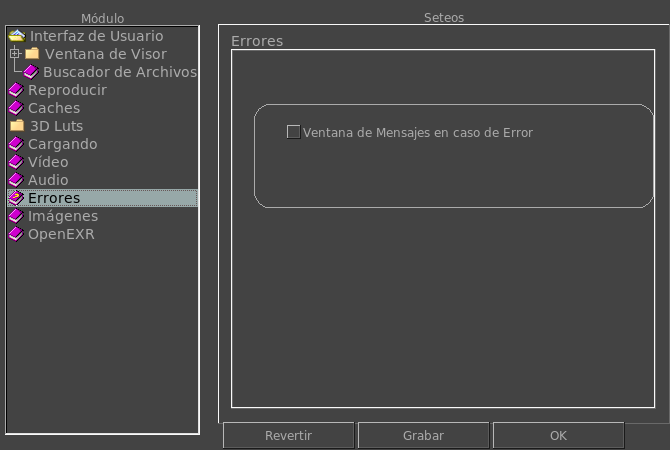 Módulo
Interfaz de Usuario
Ventana de Visor
Buscador de Archivos
Reproducir
Caches
3D Luts
Cargando
Vídeo
Audio
Errores
Imágenes
OpenEXR
Seteos
Errores
Ventana de Mensajes en caso de Error
Revertir
Grabar
OK